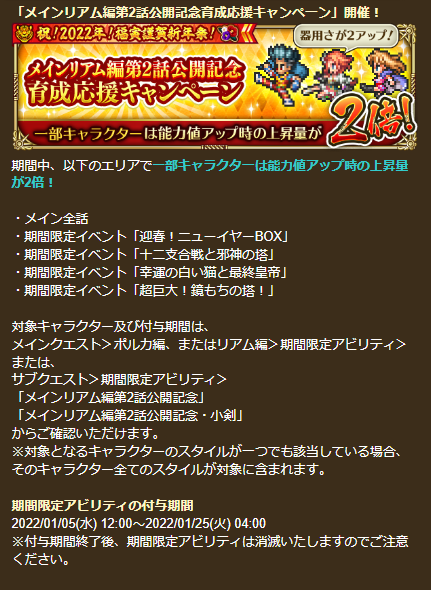 「メインリアム編第2話公開記念育成応援キャンペーン」開催！
祝！2022年！福寅謹賀新年祭！
器用さが2アップ！
メインリアム編第2話公開記念
育成応援キャンペーン
一部キャラクターは能力値アップ時の上昇量が
2倍！
期間中、以下のエリアで一部キャラクターは能力値アップ時の上昇量
が2倍！
・メイン全話
・期間限定イベント「迎春！ニューイヤーBOX」
・期間限定イベント「十二支合戦と邪神の塔」
・期間限定イベント「幸運の白い猫と最終皇帝」
・期間限定イベント「超巨大！鏡もちの塔！」
対象キャラクター及び付与期間は、
メインクエスト＞ポルカ編、またはリアム編＞期間限定アビリティ＞
または、
サブクエスト＞期間限定アビリティ＞
「メインリアム編第2話公開記念」
「メインリアム編第2話公開記念・小剣」
からご確認いただけます。
※対象となるキャラクターのスタイルが一つでも該当している場合、
そのキャラクター全てのスタイルが対象に含まれます。
期間限定アビリティの付与期間
2022/01/05(水) 12:00～2022/01/25(火) 04:00
※付与期間終了後、期間限定アビリティは消滅いたしますのでご注意
ください。